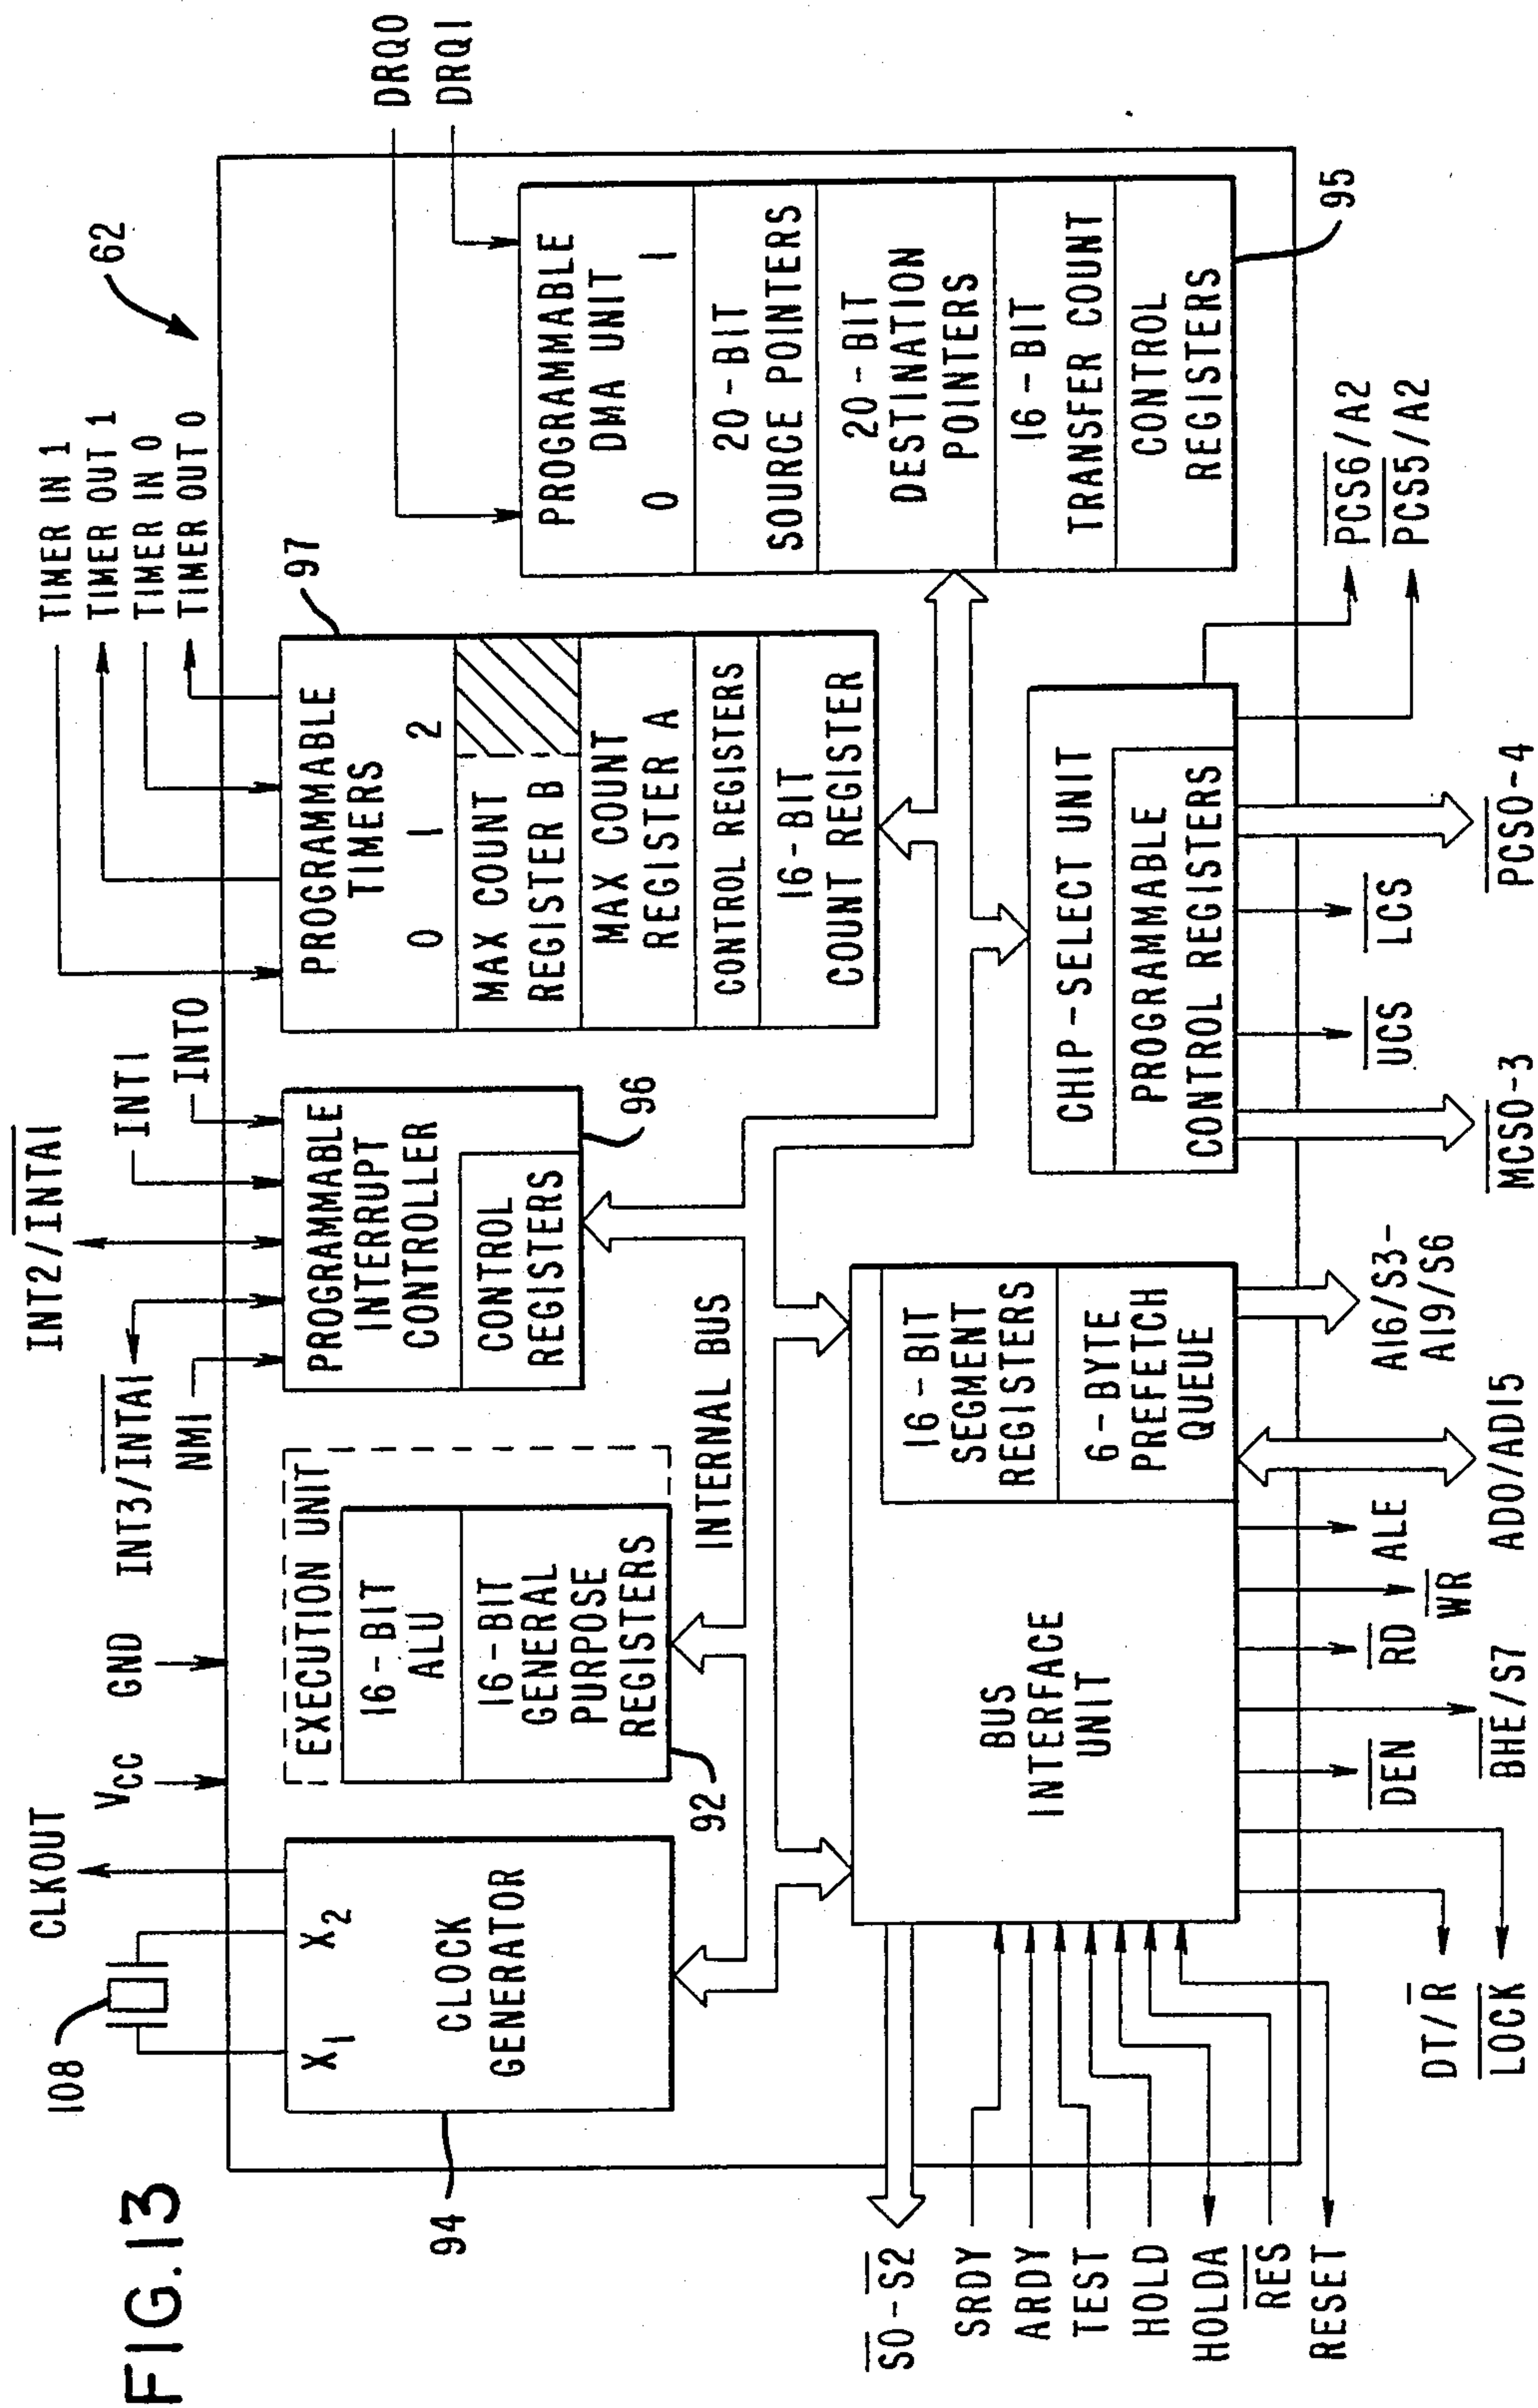 FIG.13
62
108
CLKOUT
VCC
GND
NMI
INT3/INTA1
INT2/INTA1
INT1
INT0
TIMER IN 1
TIMER OUT 1
TIMER IN 0
TIMER OUT 0
DRQ0
DRQ1
X1
X2
CLOCK
GENERATOR
94
EXECUTION UNIT
16-BIT
ALU
16-BIT
GENERAL
PURPOSE
REGISTERS
92
PROGRAMMABLE
INTERRUPT
CONTROLLER
CONTROL
REGISTERS
96
PROGRAMMABLE
TIMERS
0 1 2
MAX COUNT
REGISTER B
MAX COUNT
REGISTER A
CONTROL REGISTERS
16-BIT
COUNT REGISTER
97
PROGRAMMABLE
DMA UNIT
0 1
20-BIT
SOURCE POINTERS
20-BIT
DESTINATION
POINTERS
16-BIT
TRANSFER COUNT
CONTROL
REGISTERS
95
INTERNAL BUS
BUS
INTERFACE
UNIT
16-BIT
SEGMENT
REGISTERS
6-BYTE
PREFETCH
QUEUE
CHIP-SELECT UNIT
PROGRAMMABLE
CONTROL REGISTERS
S0-S2
SRDY
ARDY
TEST
HOLD
HOLDA
RES
RESET
DT/R
LOCK
DEN
BHE/S7
RD
WR
ALE
AD0/AD15
A16/S3-
A19/S6
MCS0-3
UCS
LCS
PCS0-4
PCS6/A2
PCS5/A2